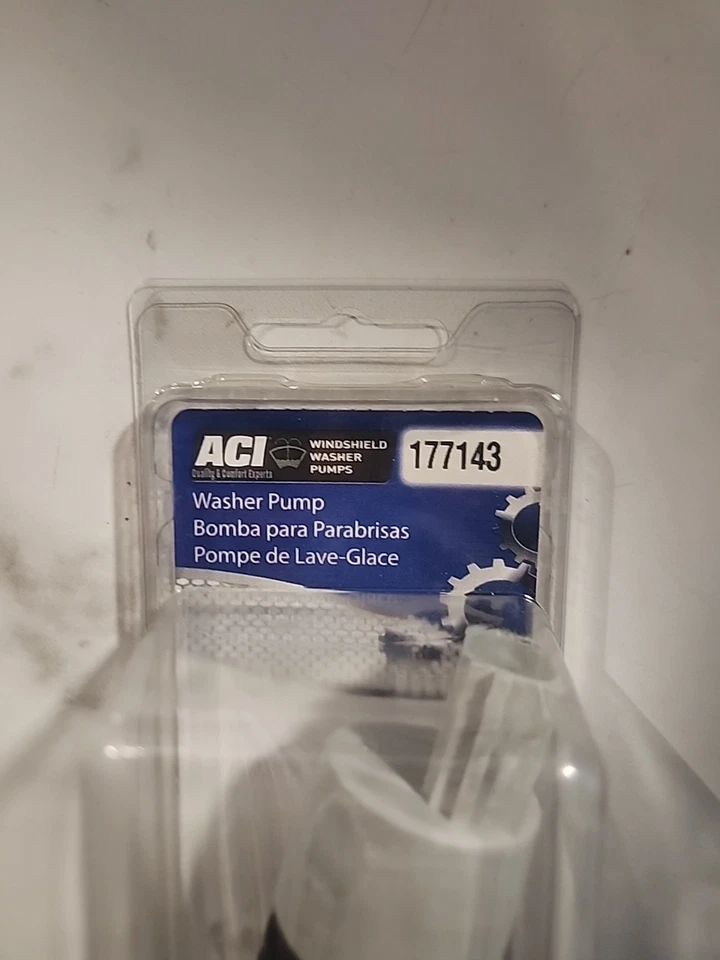 ACI
Quality & Comfort Experts
WINDSHIELD
WASHER
PUMPS
177143
Washer Pump
Bomba para Parabrisas
Pompe de Lave-Glace